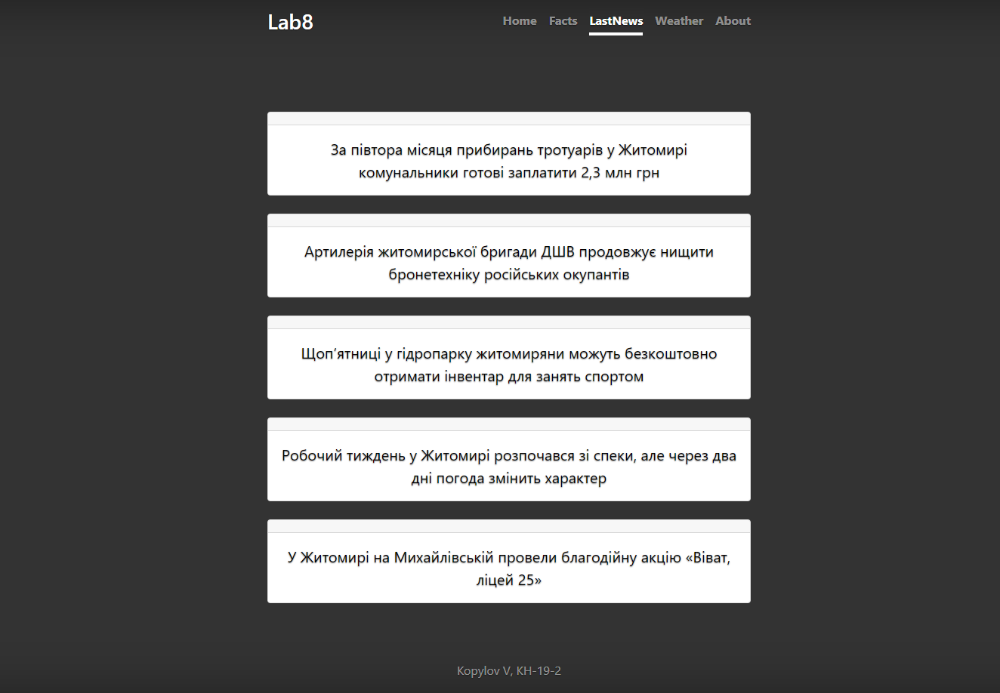 Lab8
Home Facts LastNews Weather About
За півтора місяця прибирань тротуарів у Житомирі
комунальники готові заплатити 2,3 млн грн
Артилерія житомирської бригади ДШВ продовжує нищити
бронетехніку російських окупантів
Щоп’ятниці у гідропарку житомиряни можуть безкоштовно
отримати інвентар для занять спортом
Робочий тиждень у Житомирі розпочався зі спеки, але через два
дні погода змінить характер
У Житомирі на Михайлівській провели благодійну акцію «Віват,
ліцей 25»
Kopylov V, КН-19-2